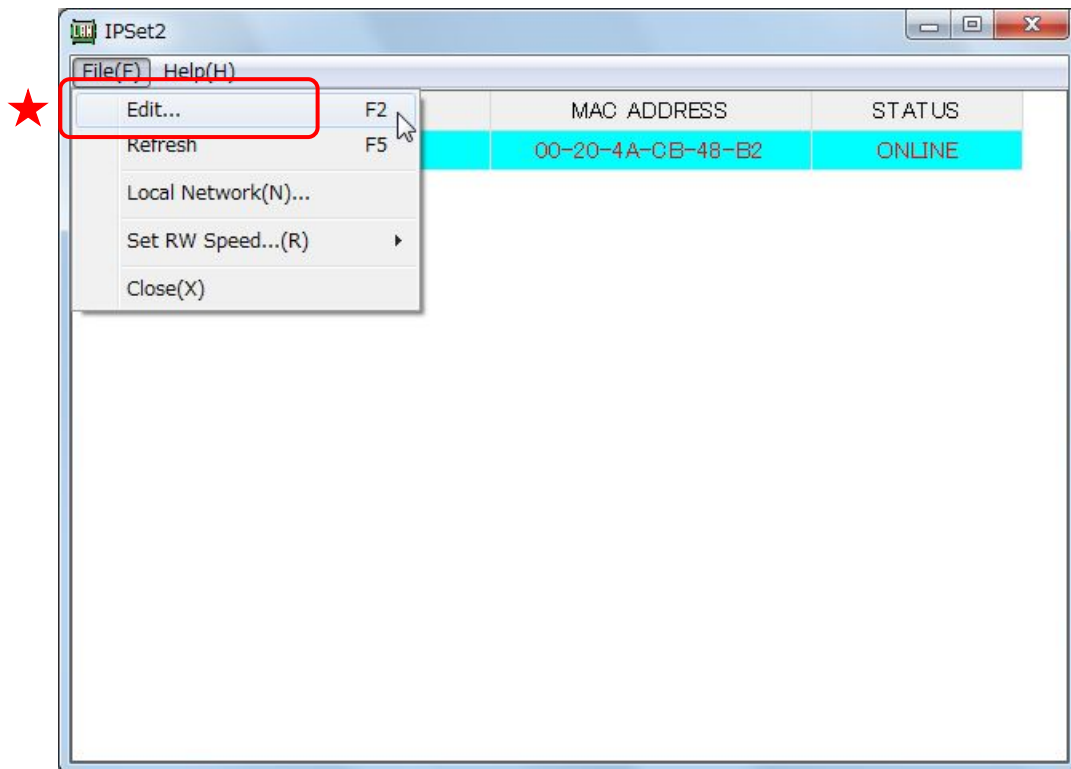 IPSet2
File(F) Help(H)
Edit... F2
MAC ADDRESS STATUS
Refresh F5
00-20-4A-CB-48-B2 ONLINE
Local Network(N)...
Set RW Speed...(R)
Close(X)